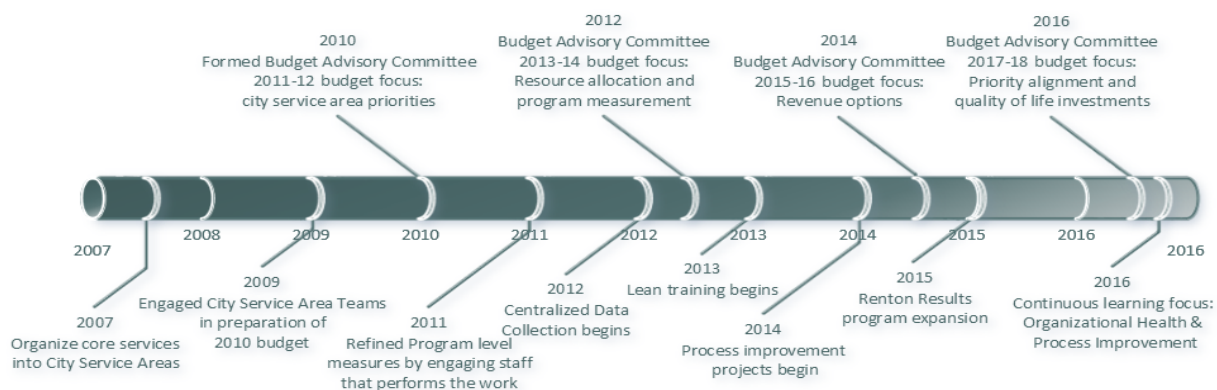 2010
Formed Budget Advisory Committee
2011-12 budget focus:
city service area priorities
2012
Budget Advisory Committee
2013-14 budget focus:
Resource allocation and
program measurement
2014
Budget Advisory Committee
2015-16 budget focus:
Revenue options
2016
Budget Advisory Committee
2017-18 budget focus:
Priority alignment and
quality of life investments
2007
2008
2009
2010
2011
2012
2013
2014
2015
2016
2016
2007
Organize core services
into City Service Areas
2009
Engaged City Service Area Teams
in preparation of
2010 budget
2011
Refined Program level
measures by engaging staff
that performs the work
2012
Centralized Data
Collection begins
2013
Lean training begins
2014
Process improvement
projects begin
2015
Renton Results
program expansion
2016
Continuous learning focus:
Organizational Health &
Process Improvement